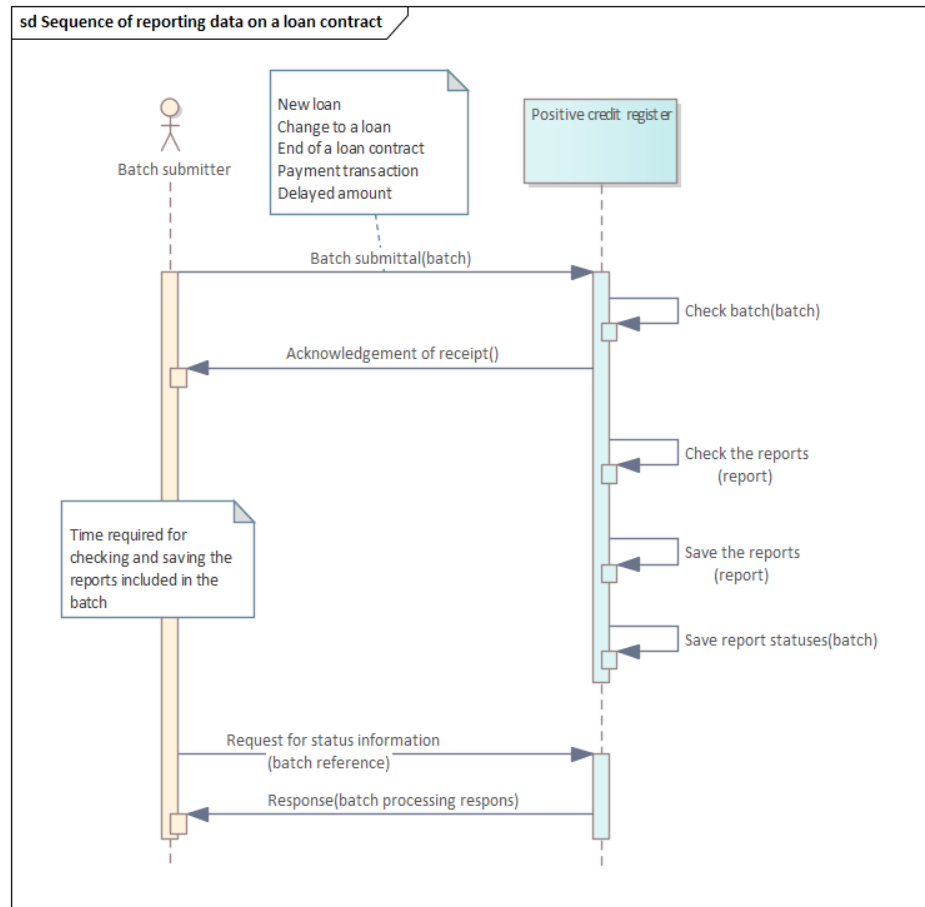 sd Sequence of reporting data on a loan contract
New loan
Change to a loan
End of a loan contract
Payment transaction
Delayed amount
Positive credit register
Batch submitter
Batch submittal(batch)
Check batch(batch)
Acknowledgement of receipt()
Check the reports
(report)
Time required for
checking and saving the
reports included in the
batch
Save the reports
(report)
Save report statuses(batch)
Request for status information
(batch reference)
Response(batch processing respons)